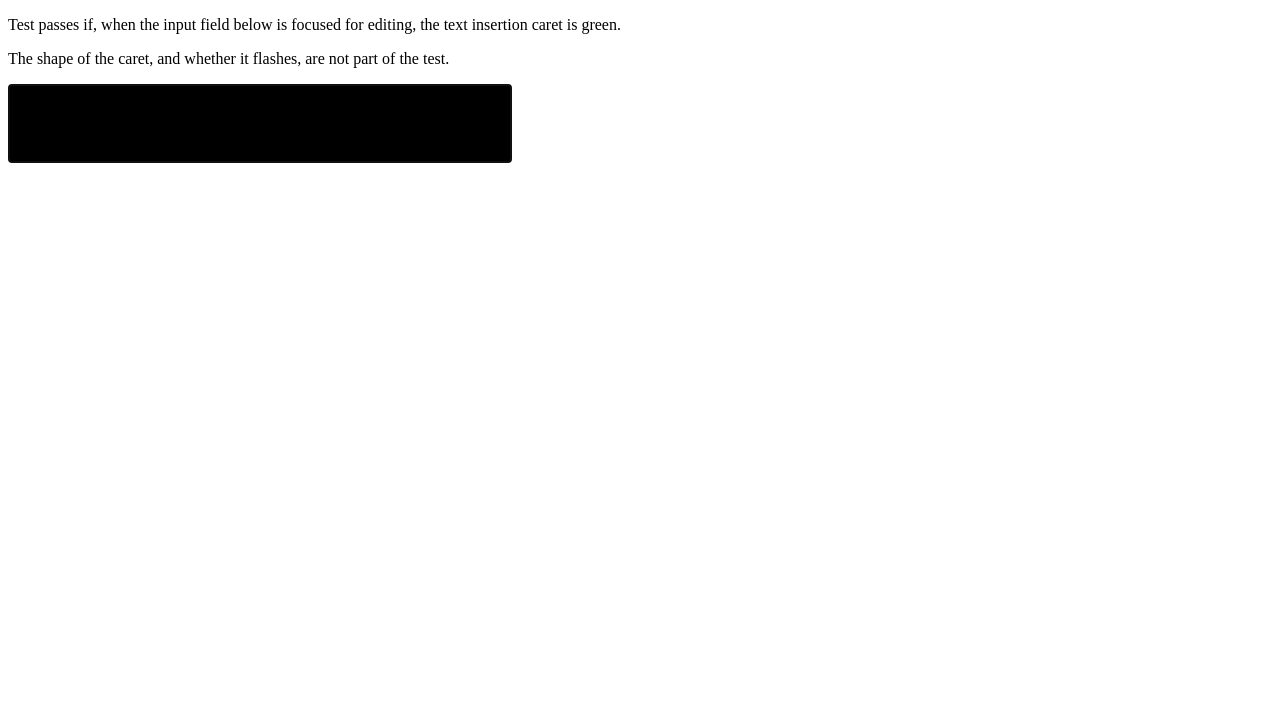 Test passes if, when the input field below is focused for editing, the text insertion caret is green.
The shape of the caret, and whether it flashes, are not part of the test.